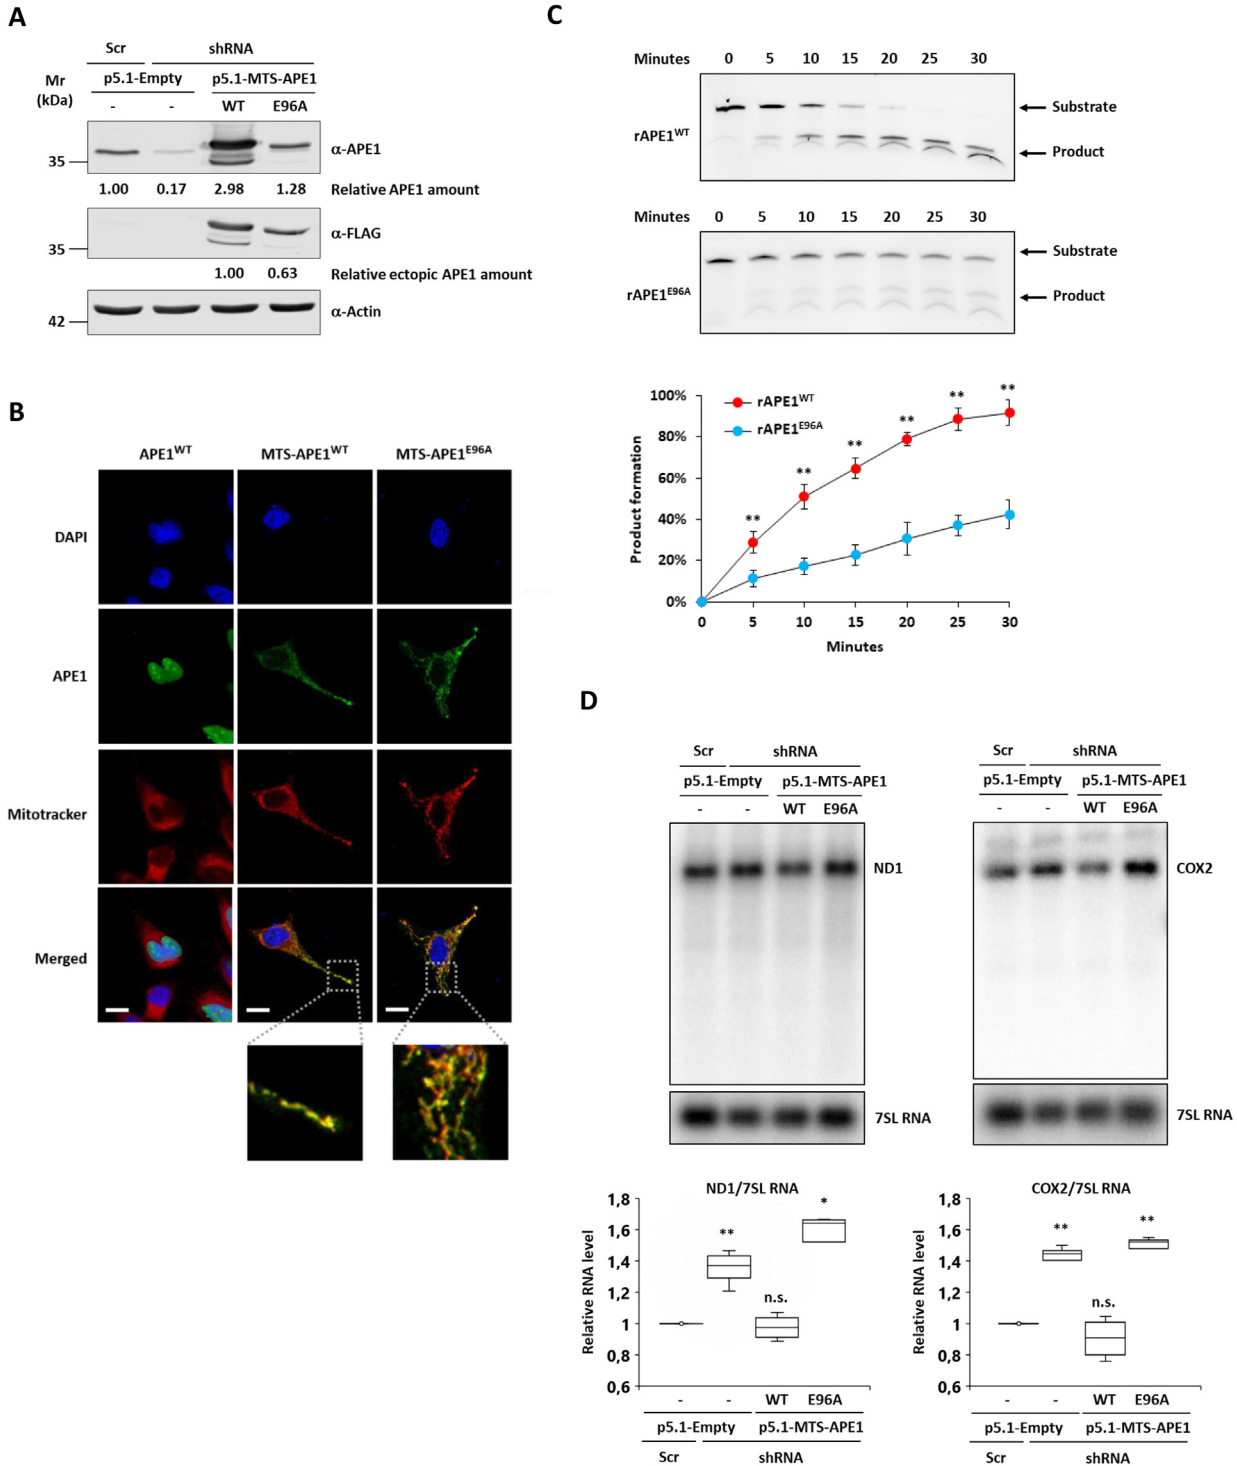 A
Scr shRNA
Mr (kDa) p5.1-Empty p5.1-MTS-APE1
- - WT E96A
35 α-APE1
1.00 0.17 2.98 1.28 Relative APE1 amount
35 α-FLAG
1.00 0.63 Relative ectopic APE1 amount
42 α-Actin
B
APE1WT MTS-APE1WT MTS-APE1E96A
DAPI
APE1
Mitotracker
Merged
C
Minutes 0 5 10 15 20 25 30
Substrate
rAPE1WT
Product
Minutes 0 5 10 15 20 25 30
Substrate
rAPE1E96A
Product
100%
80%
60%
40%
20%
0%
Product formation
rAPE1WT
rAPE1E96A
** ** ** ** ** **
0 5 10 15 20 25 30
Minutes
D
Scr shRNA
p5.1-Empty p5.1-MTS-APE1
- - WT E96A
ND1
7SL RNA
Scr shRNA
p5.1-Empty p5.1-MTS-APE1
- - WT E96A
COX2
7SL RNA
ND1/7SL RNA
Relative RNA level
1,8
1,6
1,4
1,2
1
0,8
0,6
** n.s. *
- - WT E96A
p5.1-Empty p5.1-MTS-APE1
Scr shRNA
COX2/7SL RNA
Relative RNA level
1,8
1,6
1,4
1,2
1
0,8
0,6
** n.s. **
- - WT E96A
p5.1-Empty p5.1-MTS-APE1
Scr shRNA